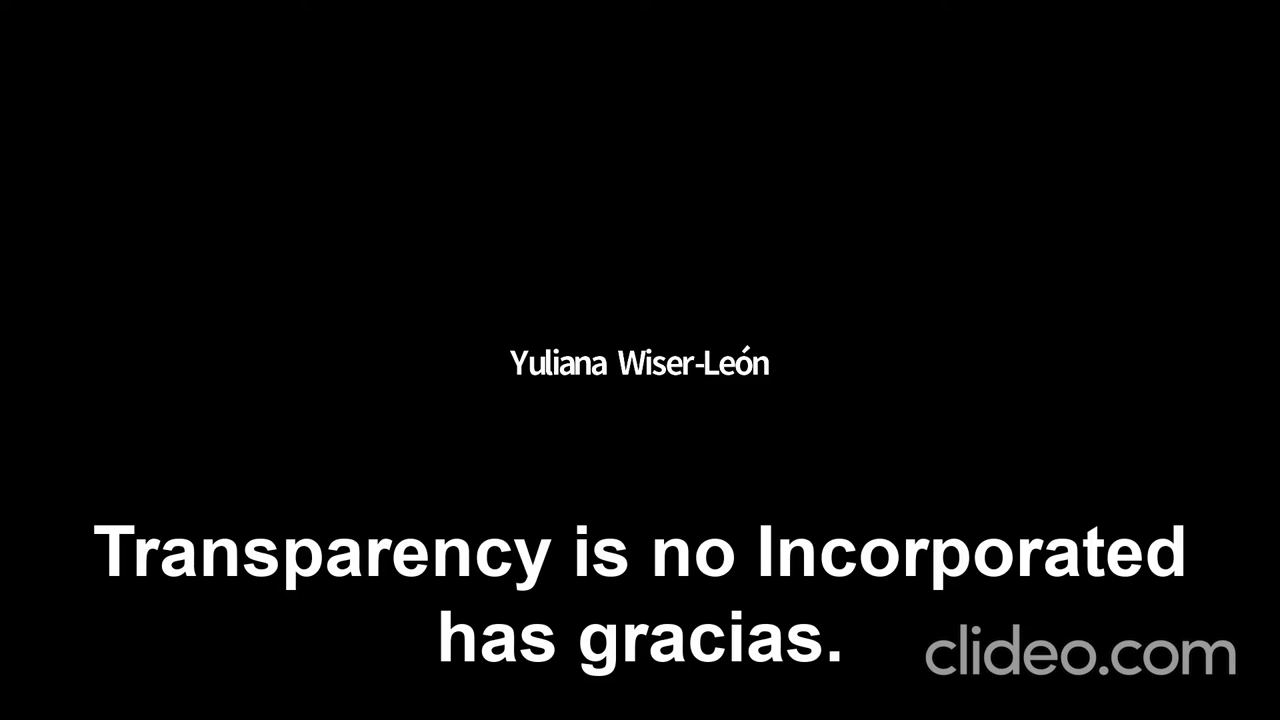 Yuliana Wiser-León
Transparency is no Incorporated
has gracias.
clideo.com